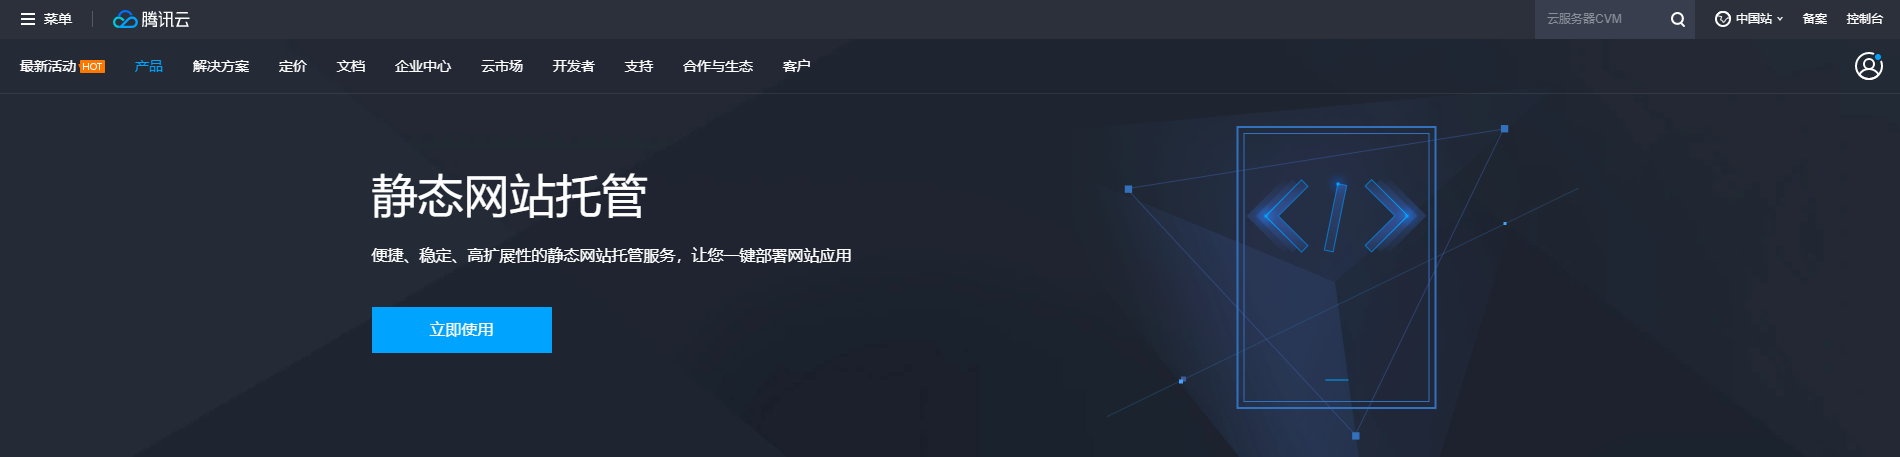 菜单 腾讯云 云服务器CVM 中国站 备案 控制台
最新活动 HOT 产品 解决方案 定价 文档 企业中心 云市场 开发者 支持 合作与生态 客户
静态网站托管
便捷、稳定、高扩展性的静态网站托管服务，让您一键部署网站应用
立即使用